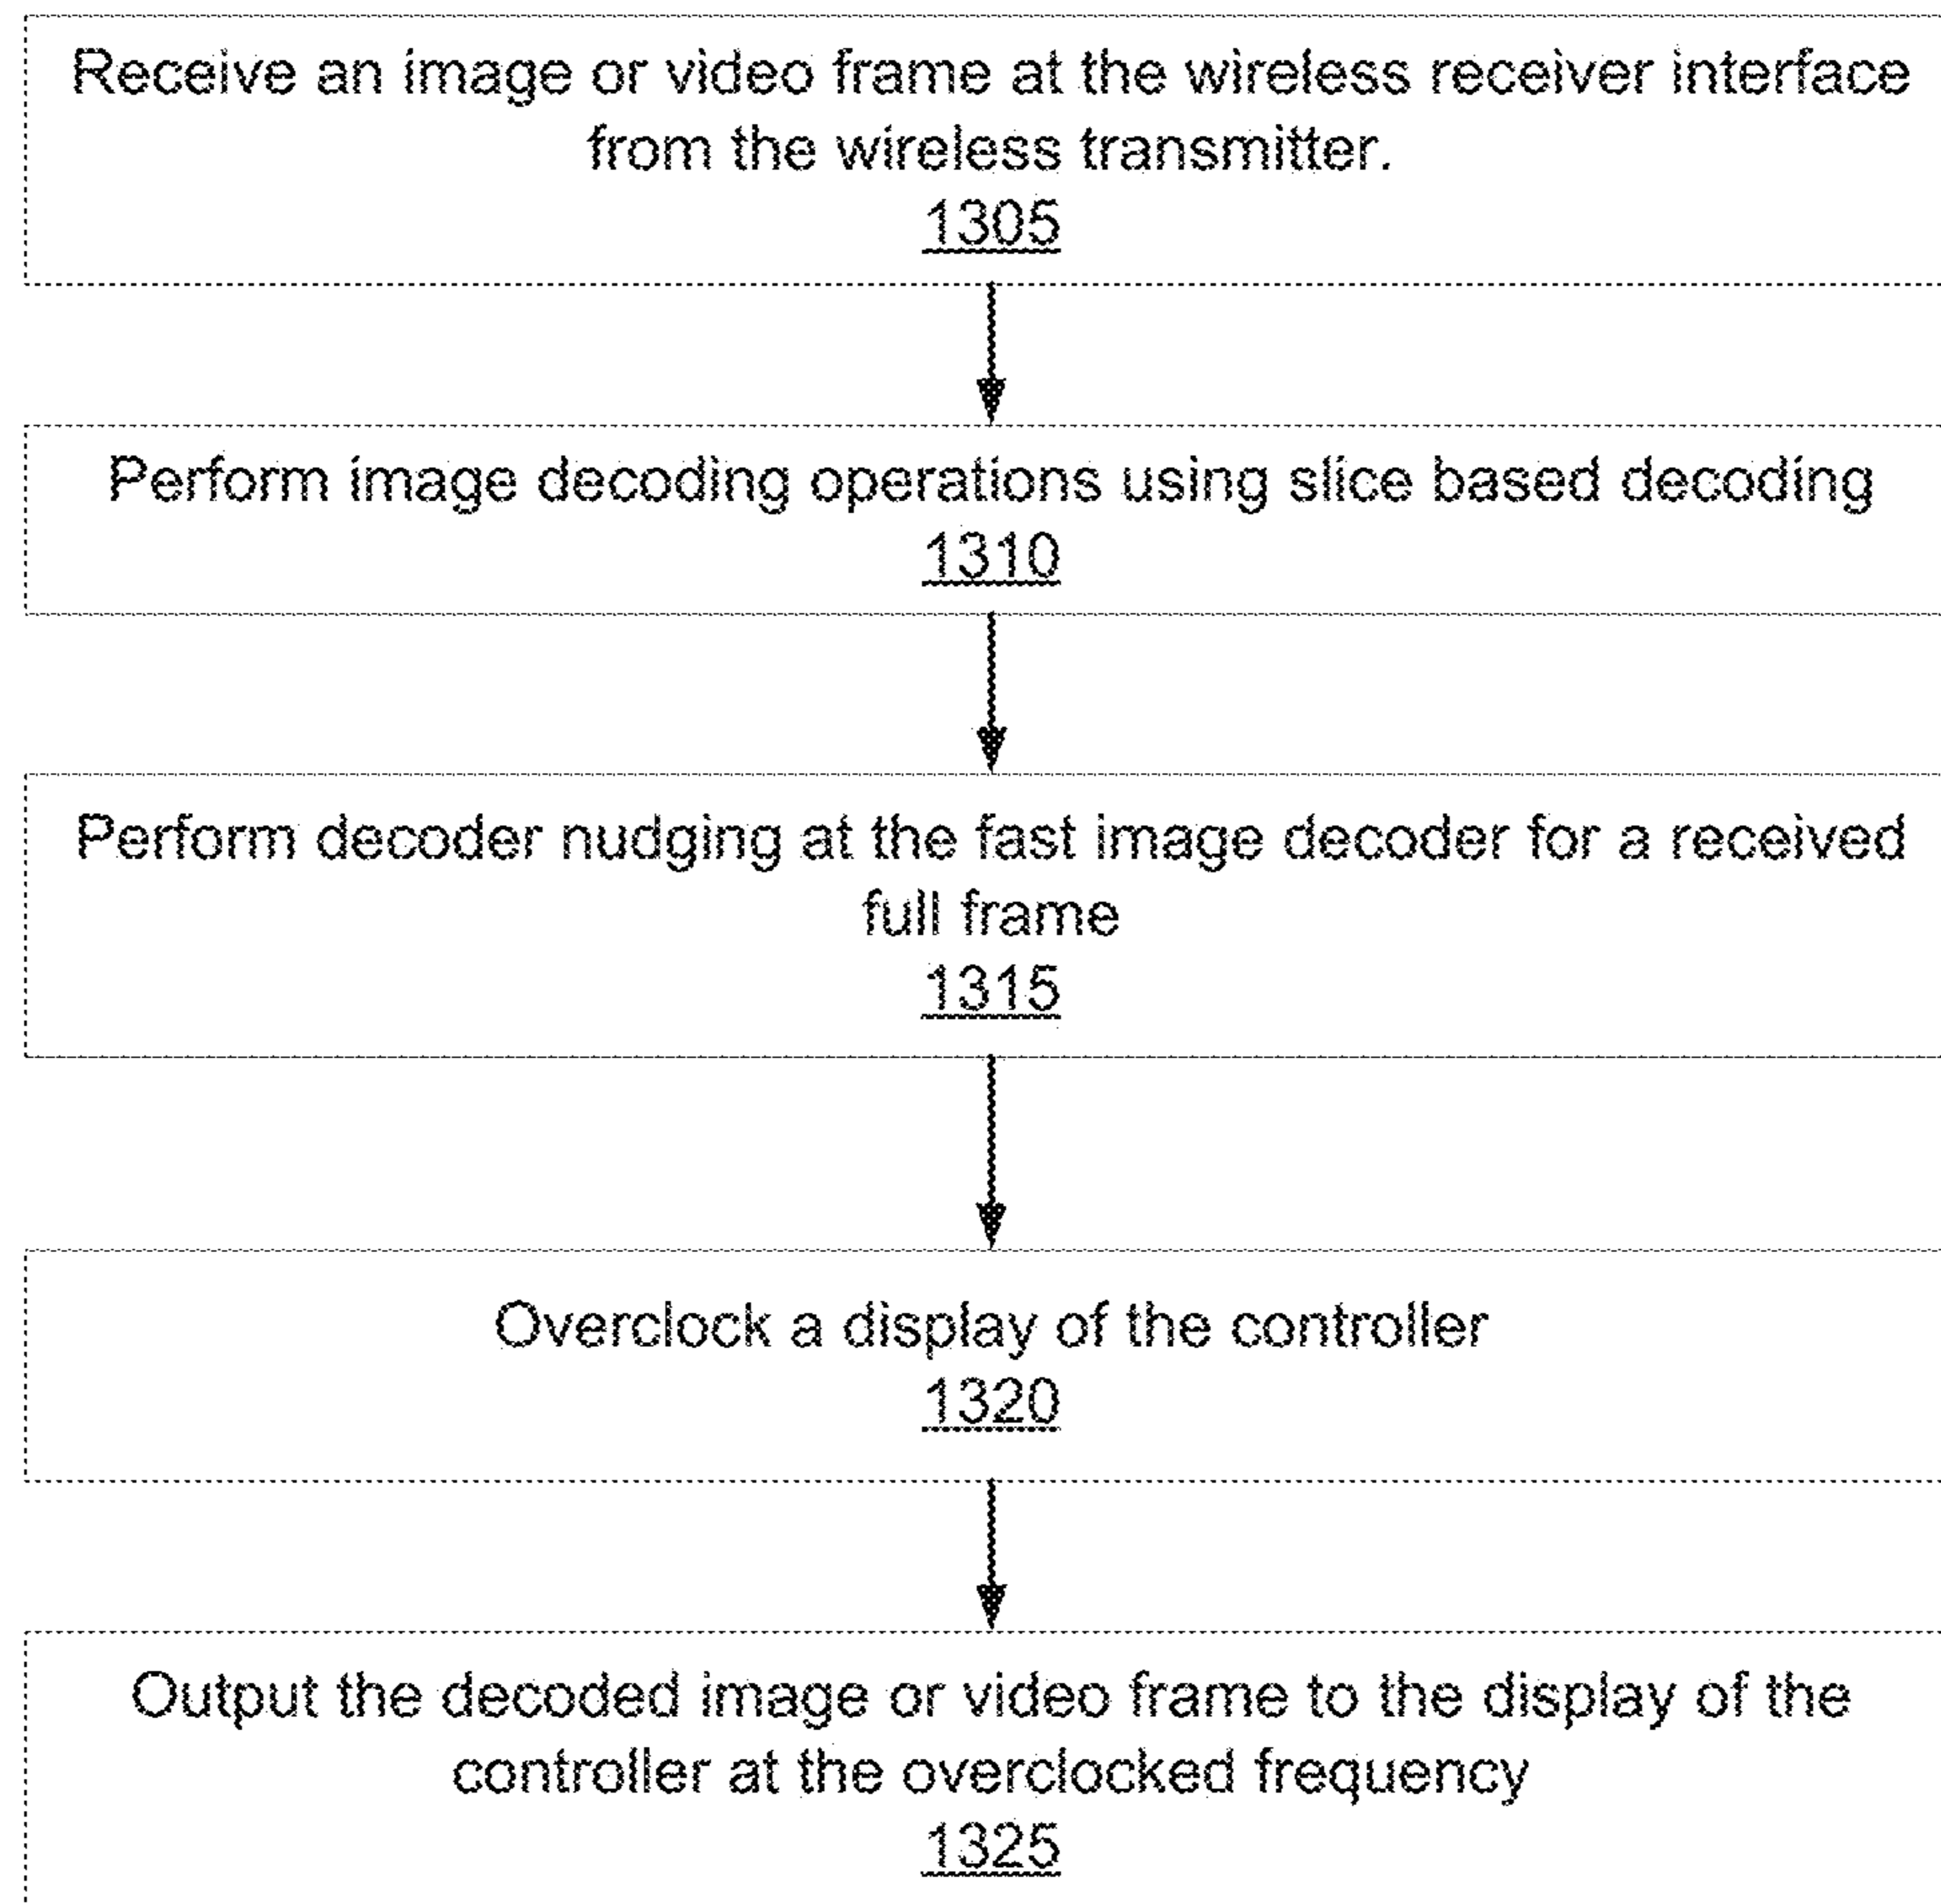 Receive an image or video frame at the wireless receiver interface
from the wireless transmitter.
1305
Perform image decoding operations using slice based decoding
1310
Perform decoder nudging at the fast image decoder for a received
full frame
1315
Overclock a display of the controller
1320
Output the decoded image or video frame to the display of the
controller at the overclocked frequency
1325